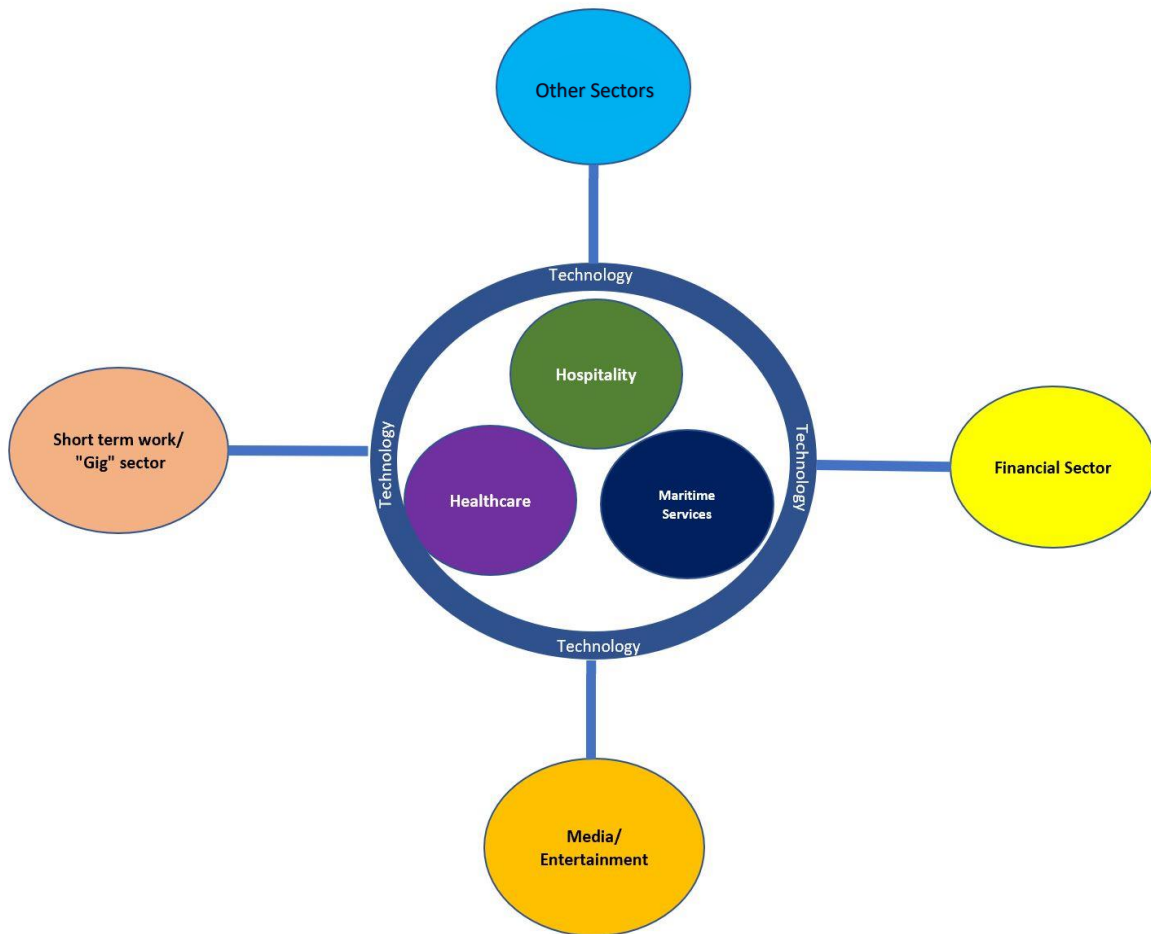 Other Sectors
Technology
Hospitality
Short term work/
"Gig" sector
Technology
Technology
Financial Sector
Healthcare
Maritime
Services
Technology
Media/
Entertainment